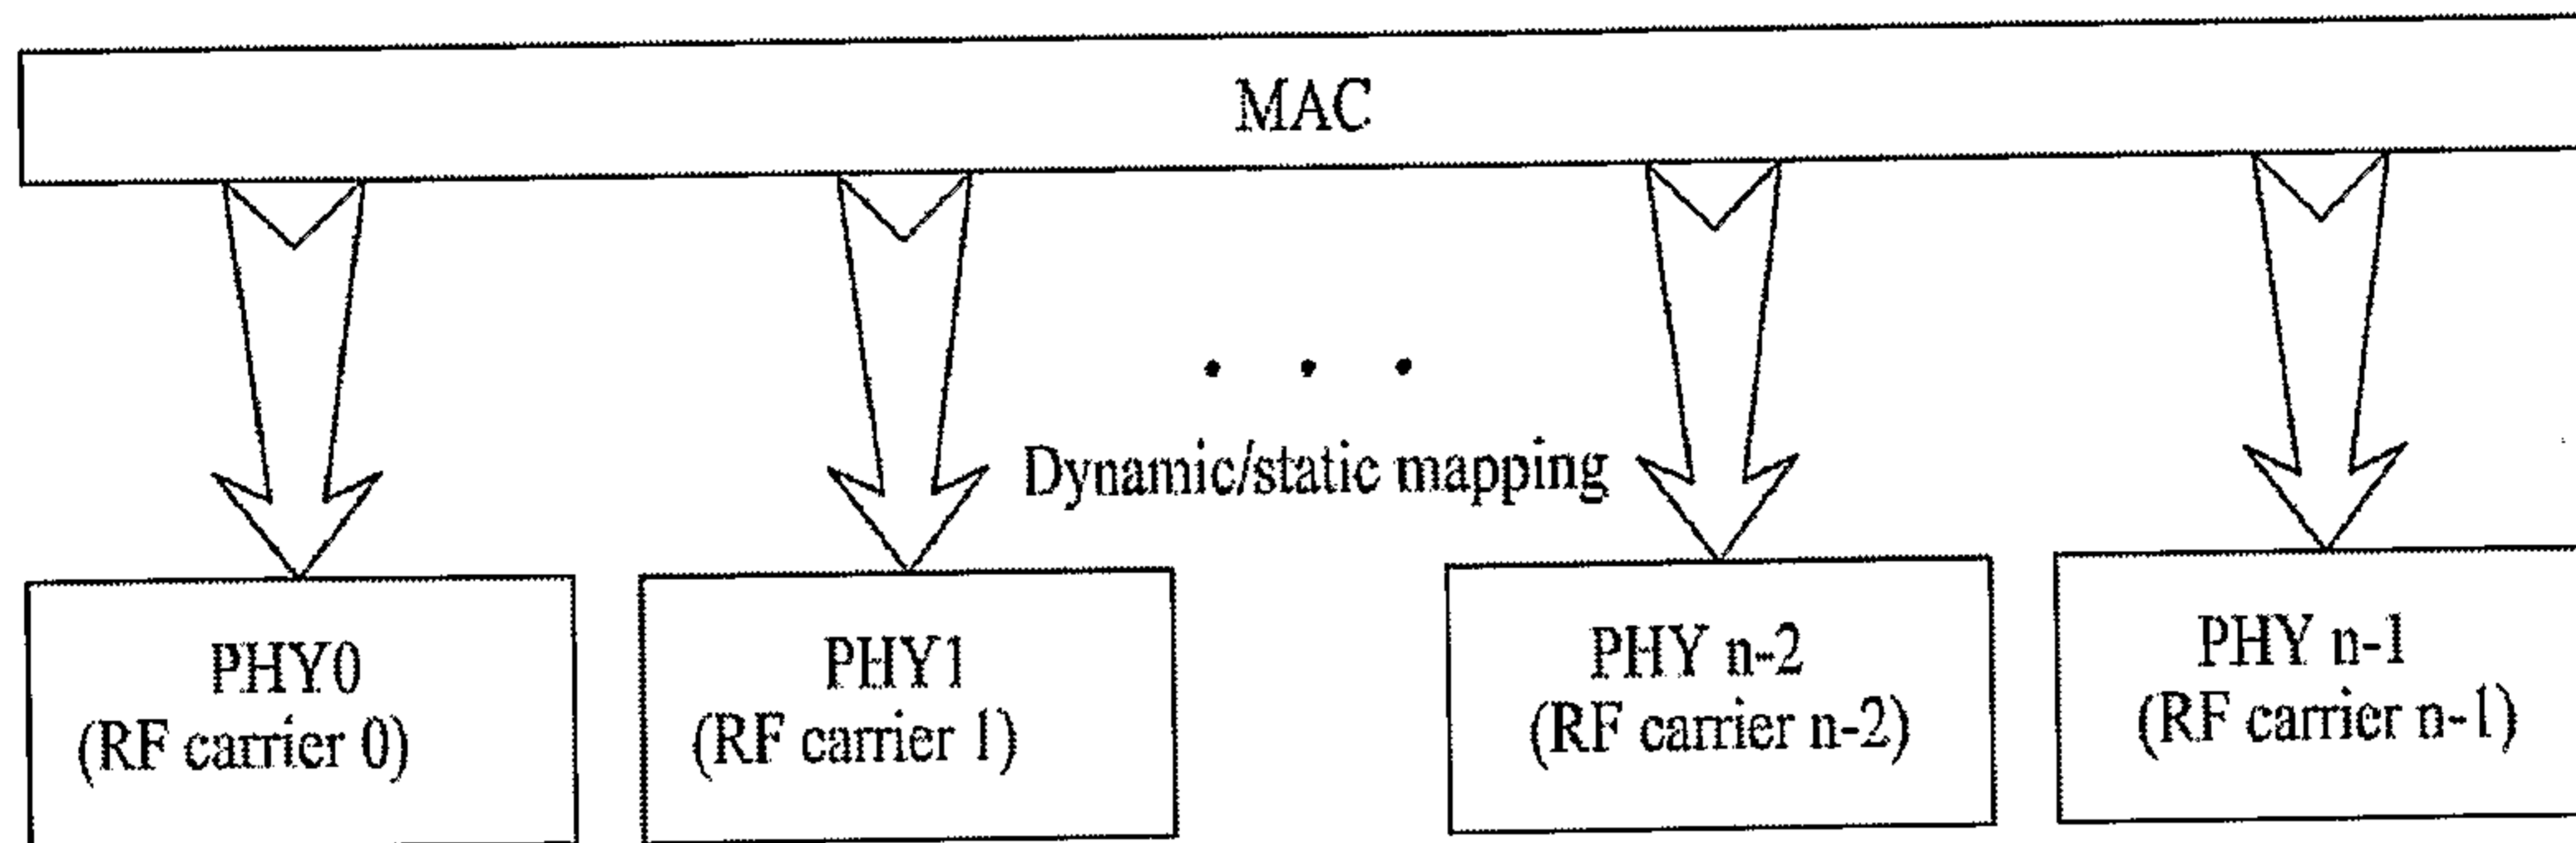 MAC
. . .
Dynamic/static mapping
PHY0
(RF carrier 0)
PHY1
(RF carrier 1)
PHY n-2
(RF carrier n-2)
PHY n-1
(RF carrier n-1)